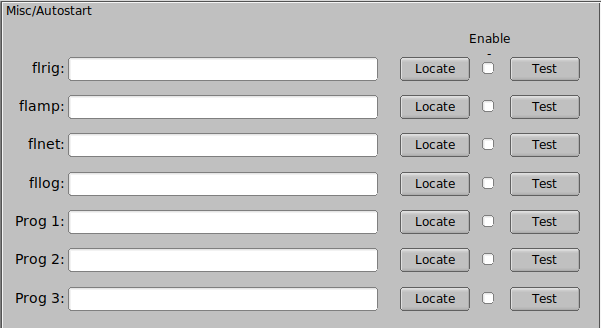 Misc/Autostart
Enable
-
flrig: Locate Test
flamp: Locate Test
flnet: Locate Test
fllog: Locate Test
Prog 1: Locate Test
Prog 2: Locate Test
Prog 3: Locate Test